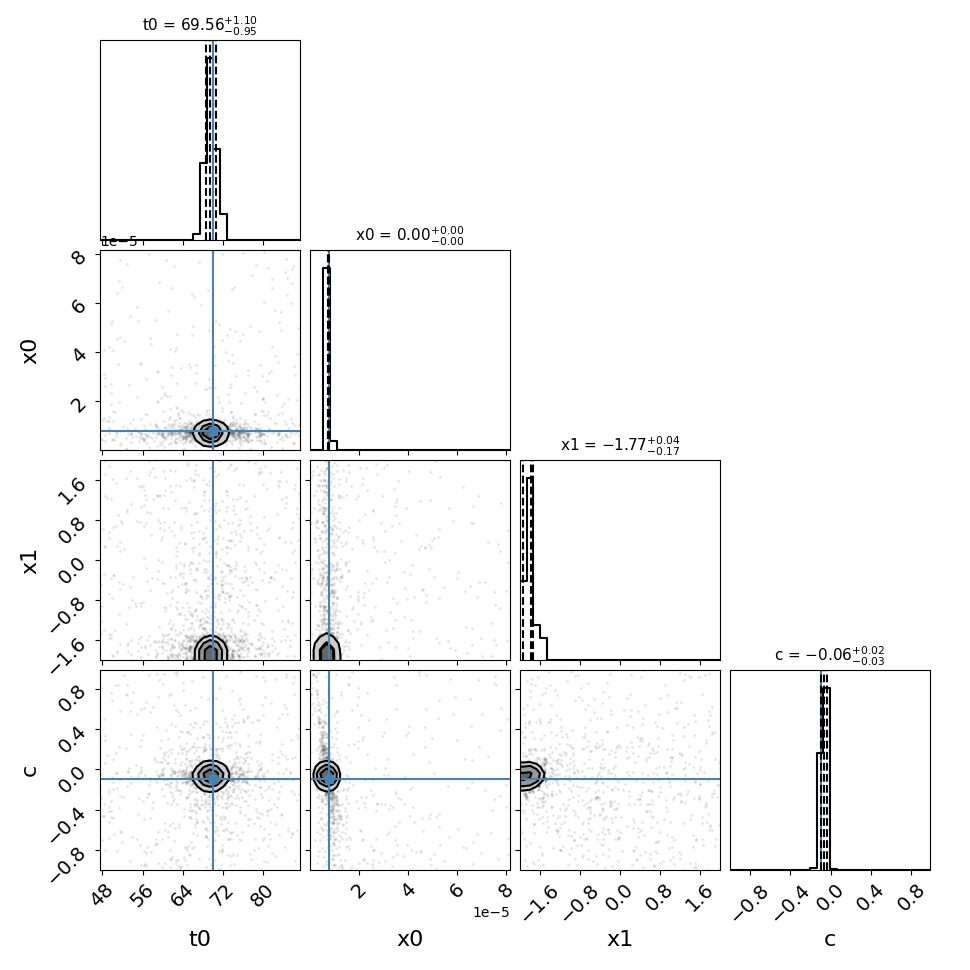 t0 = 69.56+1.10−0.95
1e−5
x0 = 0.00+0.00−0.00
8
6
4
2
x0
x1 = −1.77+0.04−0.17
1.6
0.8
0.0
−0.8
−1.6
x1
c = −0.06+0.02−0.03
0.8
0.4
0.0
−0.4
−0.8
c
48 56 64 72 80
2 4 6 8
1e−5
−1.6 −0.8 0.0 0.8 1.6
−0.8 −0.4 0.0 0.4 0.8
t0 x0 x1 c